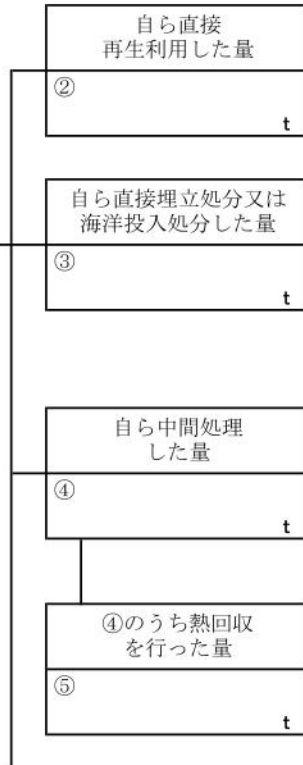 自ら直接
再生利用した量
②
t
自ら直接埋立処分又は
海洋投入処分した量
③
t
自ら中間処理
した量
④
t
④のうち熱回収
を行った量
⑤
t